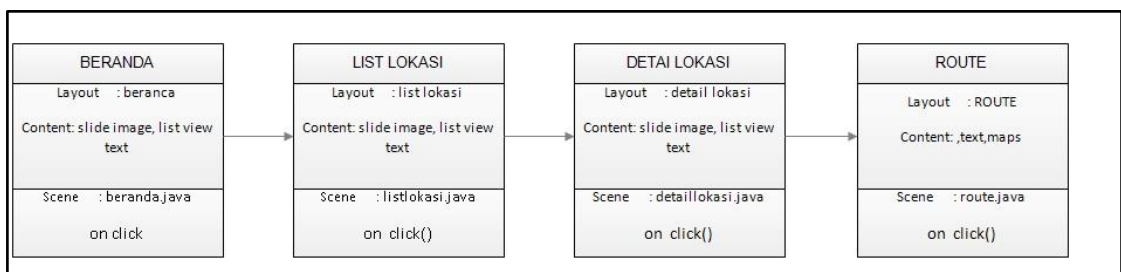 BERANDA
Layout : beranca
Content: slide image, list view
text
Scene : beranda.java
on click
LIST LOKASI
Layout : list lokasi
Content: slide image, list view
text
Scene : listlokasi.java
on click()
DETAI LOKASI
Layout : detail lokasi
Content: slide image, list view
text
Scene : detaillokasi.java
on click()
ROUTE
Layout : ROUTE
Content: ,text,maps
Scene : route.java
on click()